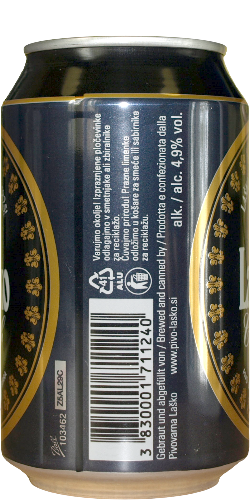 Varujmo okolje! Izpraznjene pločevinke
odlagajmo v smetnjake ali zbiralnike
za reciklažo.
Čuvajmo prirodu! Prazne limenke
odložimo u košare za smeće ili sabirnike
za reciklažo.
41
ALU
3 830001 711240
Gebraut und abgefüllt von / Brewed and canned by / Prodotta e confezionata dalla
Pivovarna Laško www.pivo-lasko.si
alk. / alc. 4,9% vol.
103462 Z5AL29C